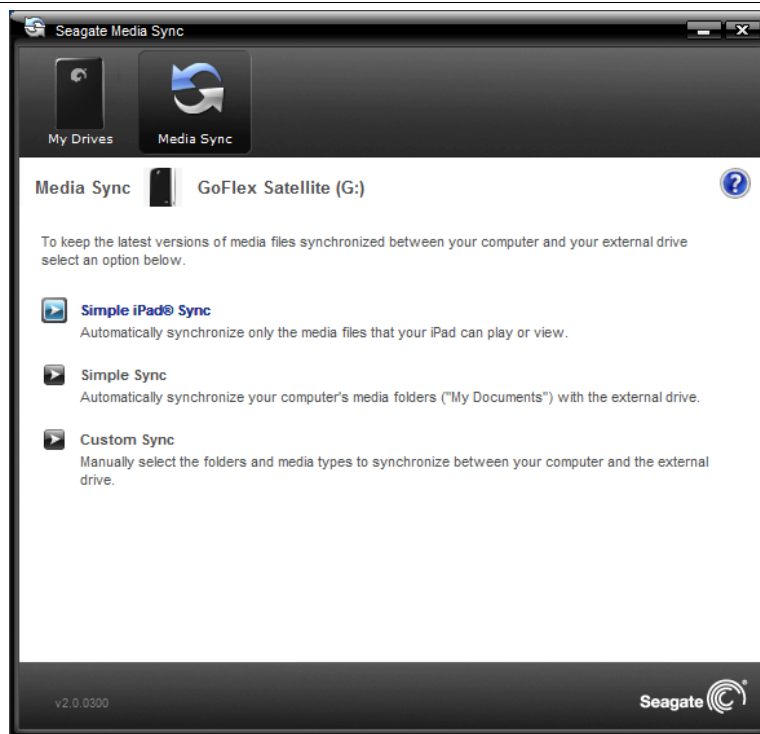 Seagate Media Sync
My Drives
Media Sync
Media Sync
GoFlex Satellite (G:)
?
To keep the latest versions of media files synchronized between your computer and your external drive
select an option below.
Simple iPad® Sync
Automatically synchronize only the media files that your iPad can play or view.
Simple Sync
Automatically synchronize your computer's media folders ("My Documents") with the external drive.
Custom Sync
Manually select the folders and media types to synchronize between your computer and the external
drive.
v2.0.0300
Seagate